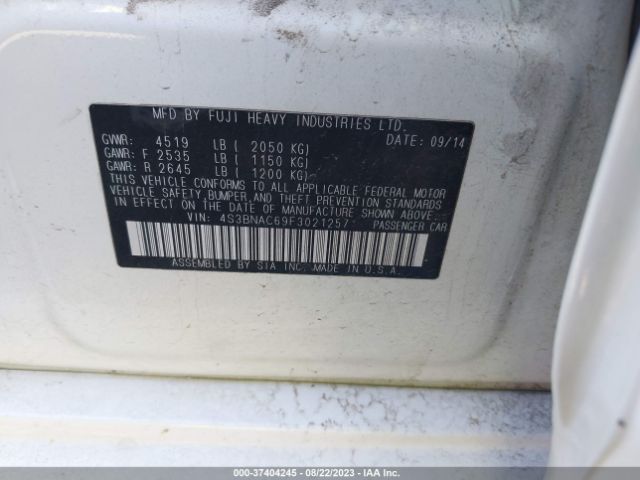 MFD BY FUJI HEAVY INDUSTRIES LTD.
DATE: 09/14
GVWR: 4519 LB ( 2050 KG)
GAWR: F 2535 LB ( 1150 KG)
GAWR: R 2645 LB ( 1200 KG)
THIS VEHICLE CONFORMS TO ALL APPLICABLE FEDERAL MOTOR
VEHICLE SAFETY, BUMPER, AND THEFT PREVENTION STANDARDS
IN EFFECT ON THE DATE OF MANUFACTURE SHOWN ABOVE.
VIN: 4S3BNAC69F3021257 PASSENGER CAR
ASSEMBLED BY SIA INC. MADE IN U.S.A.
000-37404245 - 08/22/2023 - IAA Inc.